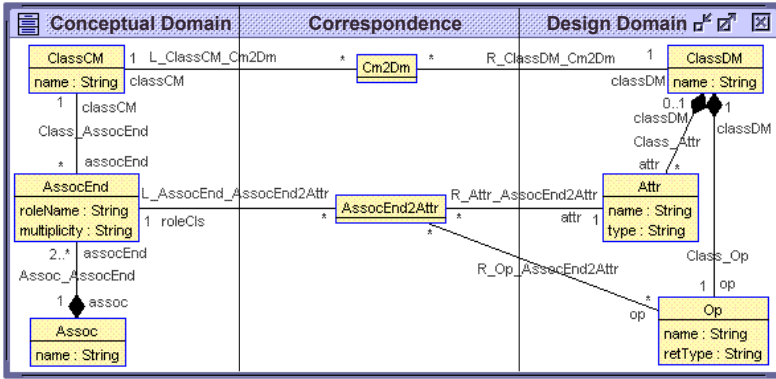 Conceptual Domain Correspondence Design Domain
ClassCM 1 L_ClassCM_Cm2Dm * Cm2Dm * R_ClassDM_Cm2Dm 1 ClassDM
name : String classCM classDM name : String
1 classCM 0..1 1
classDM classDM
Class_AssocEnd Class_Attr
* assocEnd attr *
AssocEnd L_AssocEnd_AssocEnd2Attr R_Attr_AssocEnd2Attr Attr
roleName : String AssocEnd2Attr name : String
multiplicity : String 1 roleCls * * attr 1 type : String
2..* assocEnd * Class_Op
Assoc_AssocEnd R_Op_AssocEnd2Attr
1 assoc * 1 op
Assoc op Op
name : String name : String
retType : String